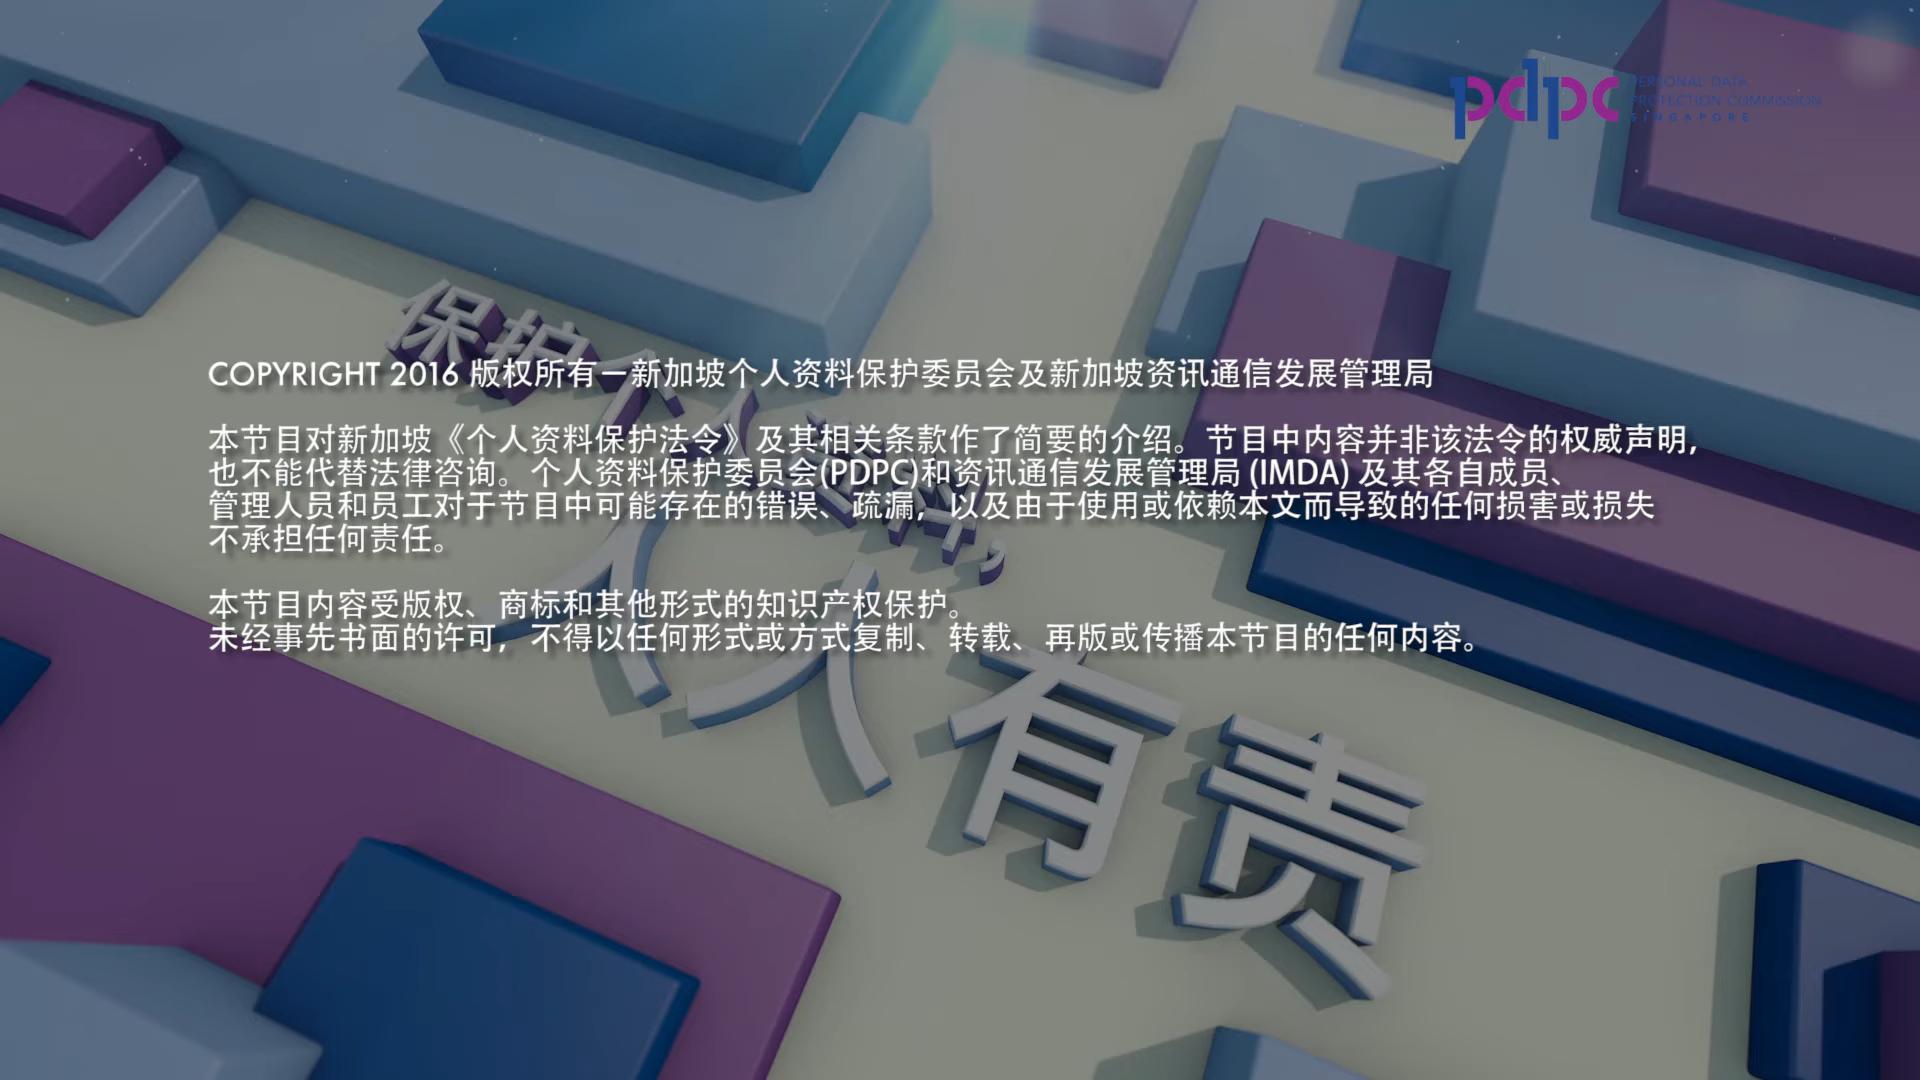 pdpc PERSONAL DATA
PROTECTION COMMISSION
SINGAPORE
COPYRIGHT 2016 版权所有—新加坡个人资料保护委员会及新加坡资讯通信发展管理局
本节目对新加坡《个人资料保护法令》及其相关条款作了简要的介绍。节目中内容并非该法令的权威声明，
也不能代替法律咨询。个人资料保护委员会(PDPC)和资讯通信发展管理局 (IMDA) 及其各自成员、
管理人员和员工对于节目中可能存在的错误、疏漏，以及由于使用或依赖本文而导致的任何损害或损失
不承担任何责任。
本节目内容受版权、商标和其他形式的知识产权保护。
未经事先书面的许可，不得以任何形式或方式复制、转载、再版或传播本节目的任何内容。
保护个人资料，
人人有责